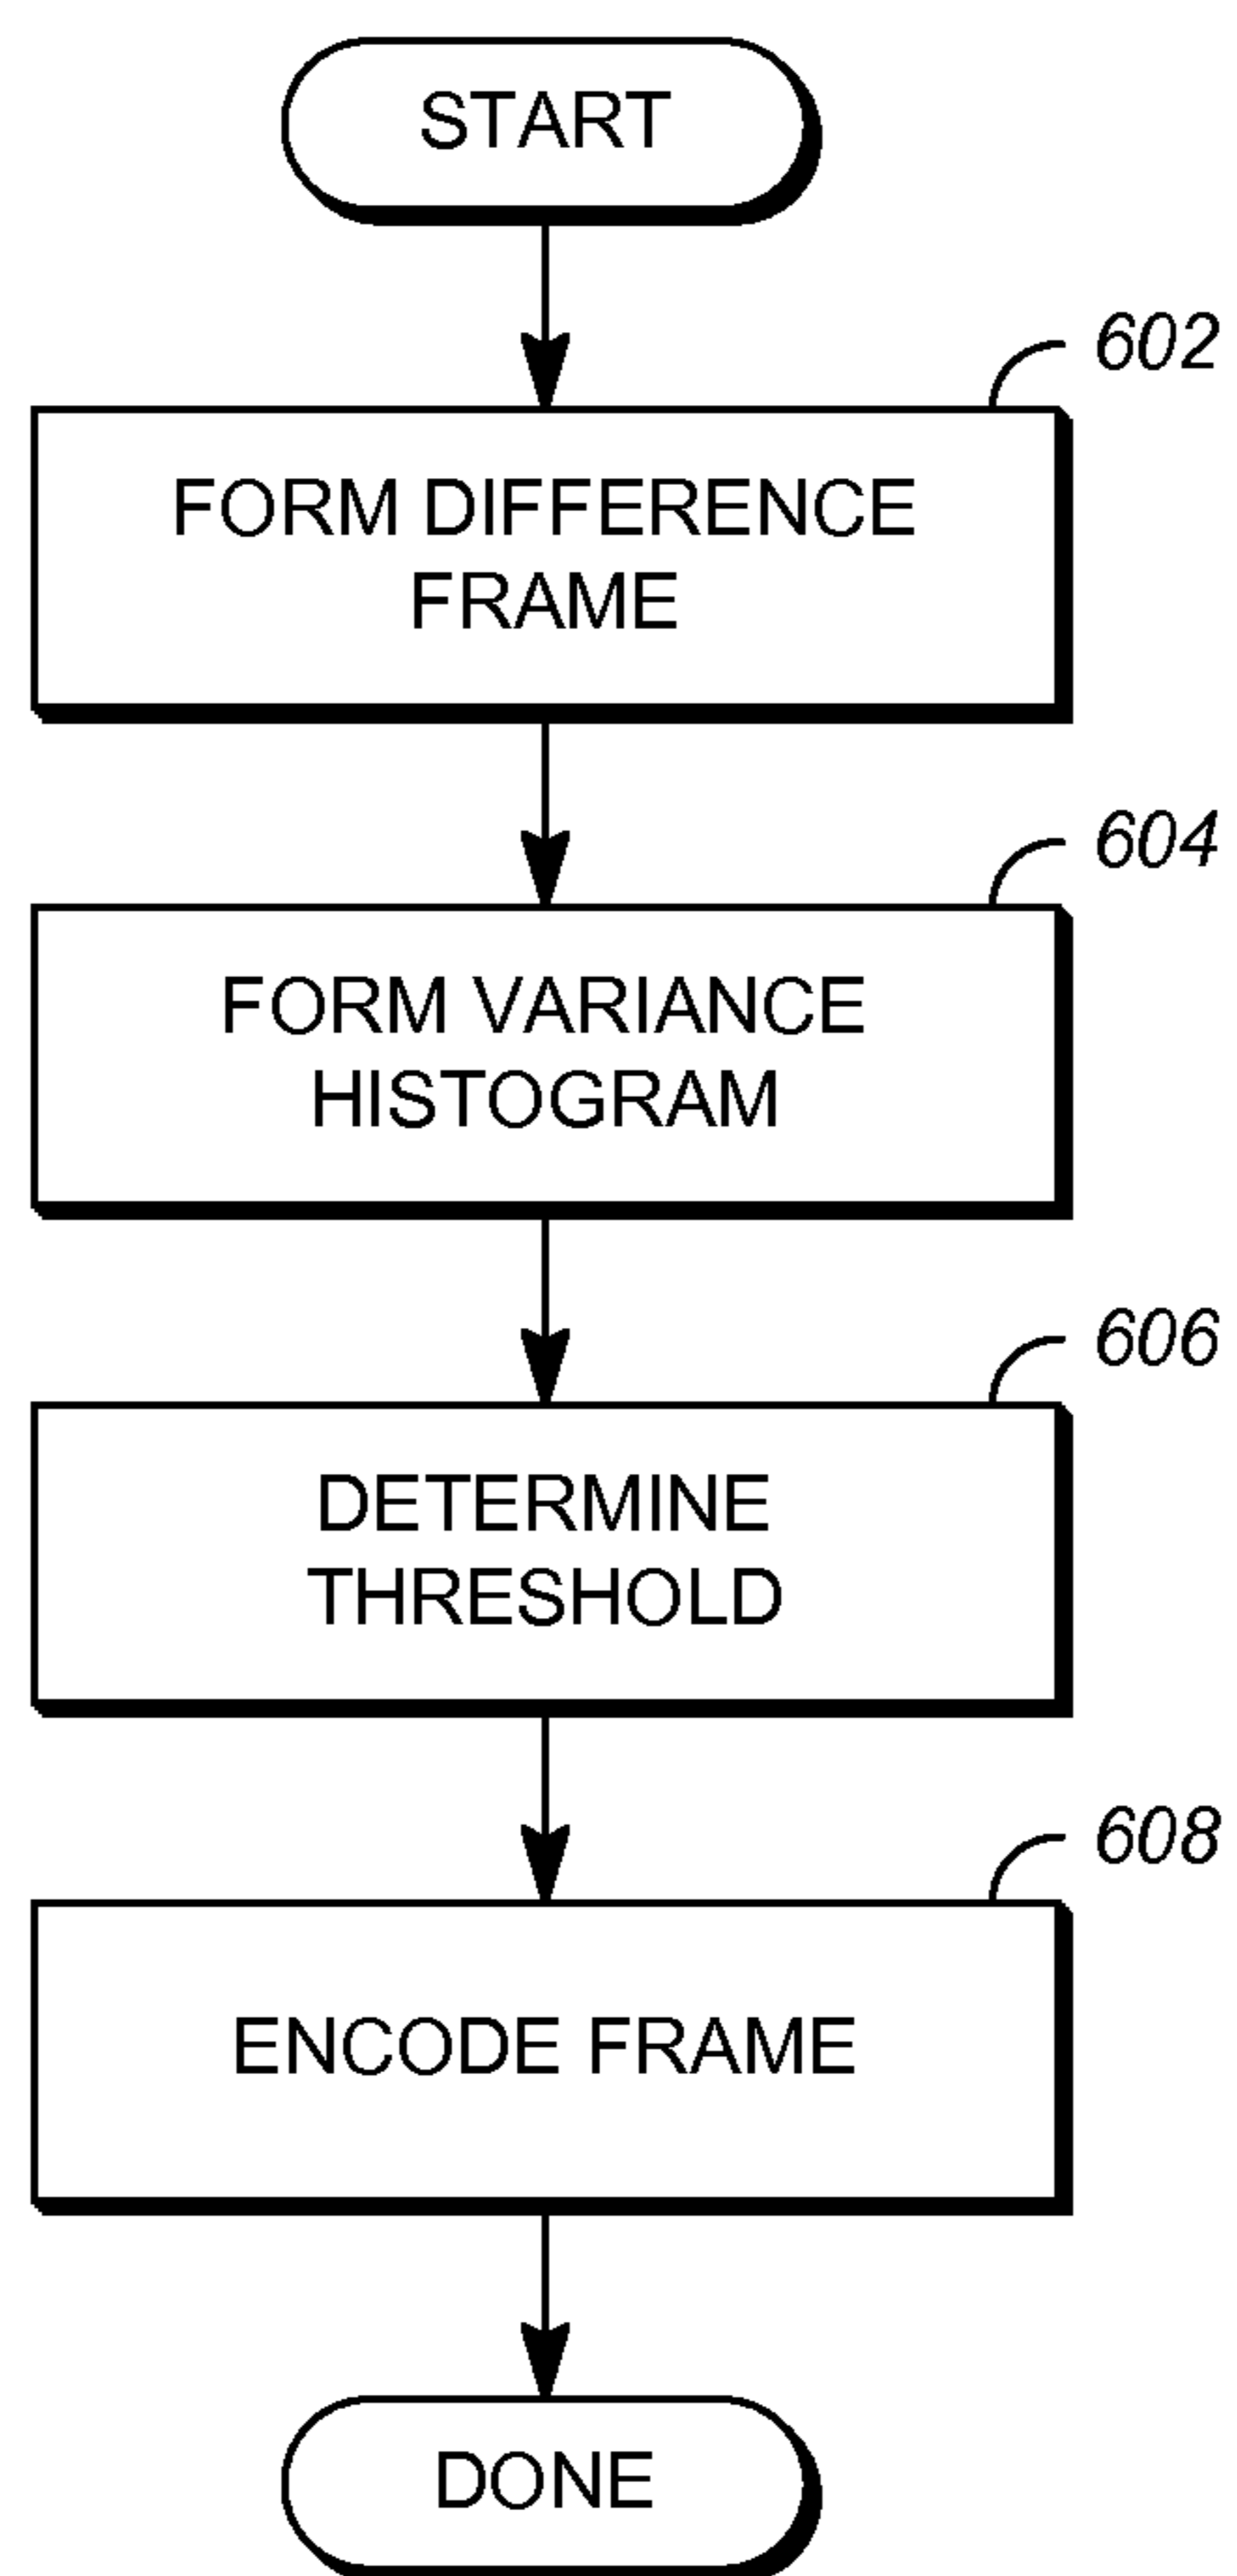 START
602
FORM DIFFERENCE
FRAME
604
FORM VARIANCE
HISTOGRAM
606
DETERMINE
THRESHOLD
608
ENCODE FRAME
DONE